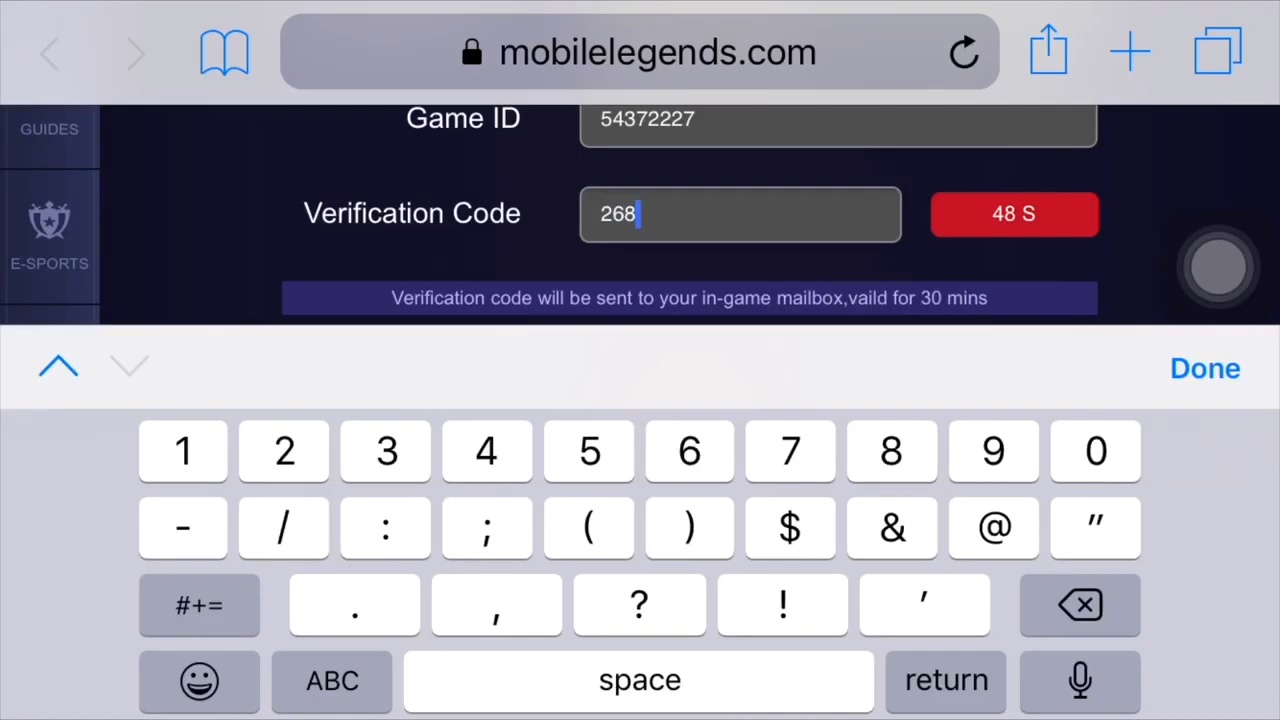 mobilelegends.com
GUIDES
Game ID
54372227
Verification Code
268
48 S
E-SPORTS
Verification code will be sent to your in-game mailbox,vaild for 30 mins
Done
1 2 3 4 5 6 7 8 9 0
- / : ; ( ) $ & @ "
#+= . , ? ! '
ABC space return